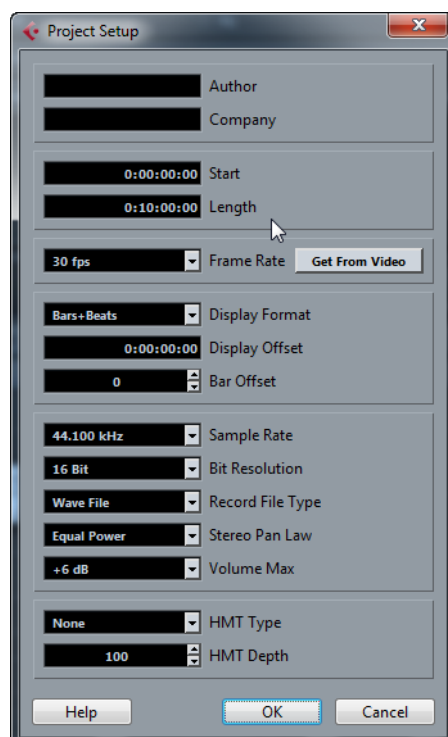 Project Setup
Author
Company
0:00:00:00 Start
0:10:00:00 Length
30 fps Frame Rate Get From Video
Bars+Beats Display Format
0:00:00:00 Display Offset
0 Bar Offset
44.100 kHz Sample Rate
16 Bit Bit Resolution
Wave File Record File Type
Equal Power Stereo Pan Law
+6 dB Volume Max
None HMT Type
100 HMT Depth
Help OK Cancel